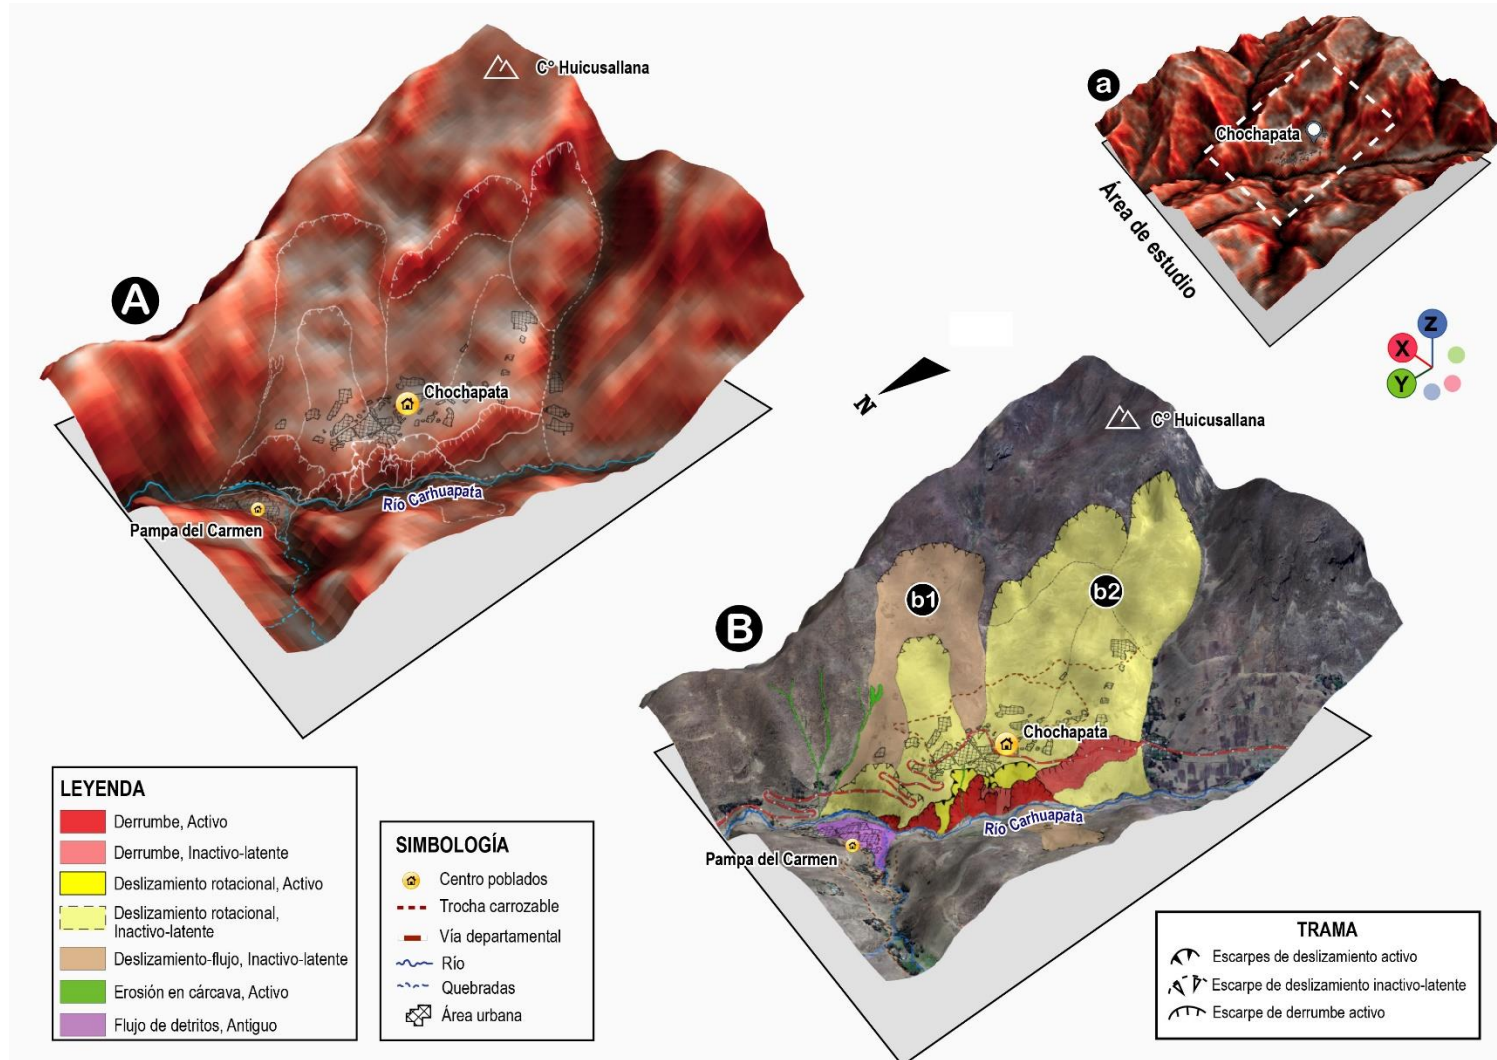 C° Huicusallana
A
Chochapata
Río Carhuapata
Pampa del Carmen
a
Chochapata
Área de estudio
Z
X
Y
N
C° Huicusallana
B
b1
b2
Chochapata
Río Carhuapata
Pampa del Carmen
LEYENDA
Derrumbe, Activo
Derrumbe, Inactivo-latente
Deslizamiento rotacional, Activo
Deslizamiento rotacional,
Inactivo-latente
Deslizamiento-flujo, Inactivo-latente
Erosión en cárcava, Activo
Flujo de detritos, Antiguo
SIMBOLOGÍA
Centro poblados
Trocha carrozable
Vía departamental
Río
Quebradas
Área urbana
TRAMA
Escarpes de deslizamiento activo
Escarpe de deslizamiento inactivo-latente
Escarpe de derrumbe activo